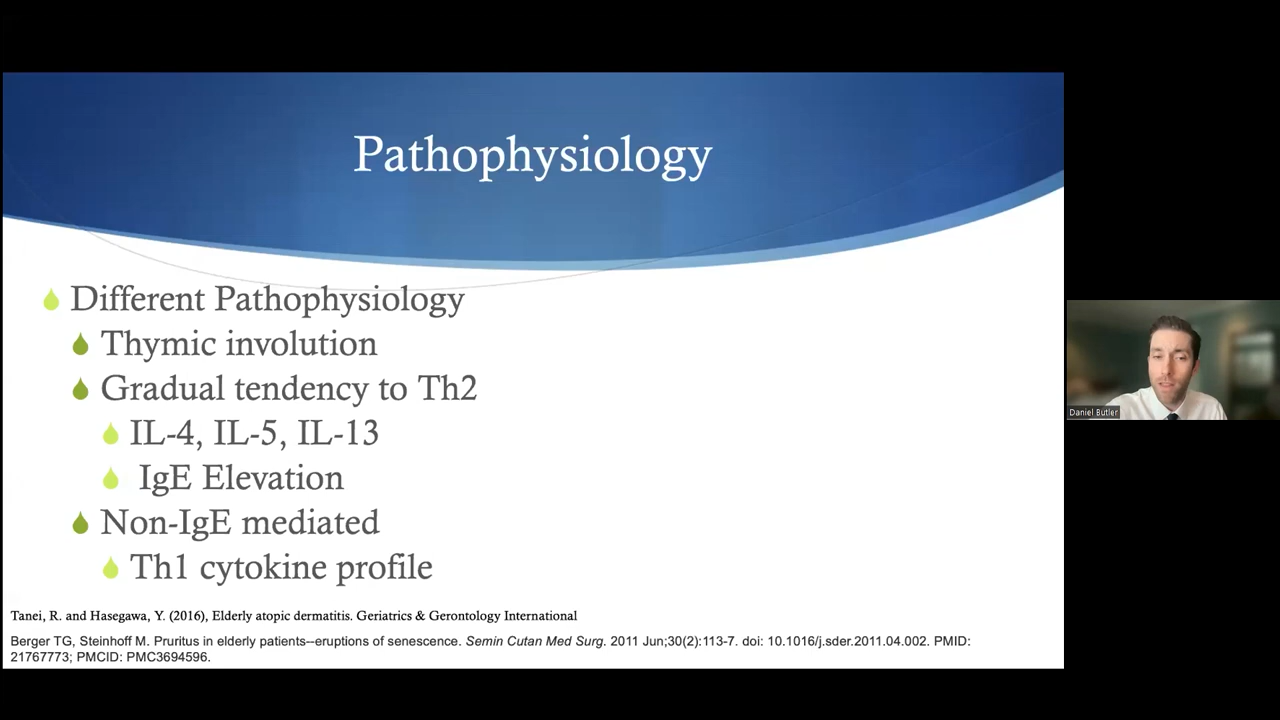 Pathophysiology
Different Pathophysiology
Thymic involution
Gradual tendency to Th2
IL-4, IL-5, IL-13
IgE Elevation
Non-IgE mediated
Th1 cytokine profile
Tanei, R. and Hasegawa, Y. (2016), Elderly atopic dermatitis. Geriatrics & Gerontology International
Berger TG, Steinhoff M. Pruritus in elderly patients--eruptions of senescence. Semin Cutan Med Surg. 2011 Jun;30(2):113-7. doi: 10.1016/j.sder.2011.04.002. PMID:
21767773; PMCID: PMC3694596.
Daniel Butler